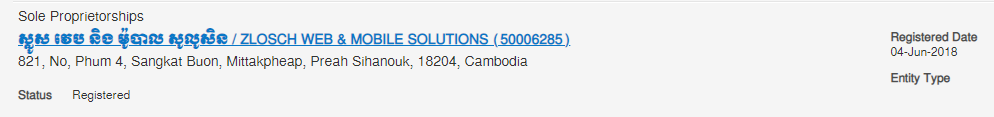 Sole Proprietorships
ស្លូស វេប និង ម៉ូបាល សូលូសិន / ZLOSCH WEB & MOBILE SOLUTIONS (50006285)
821, No, Phum 4, Sangkat Buon, Mittakpheap, Preah Sihanouk, 18204, Cambodia
Status Registered
Registered Date
04-Jun-2018
Entity Type